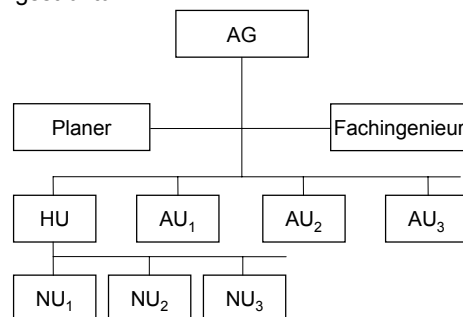 AG
Planer
Fachingenieur
HU
AU₁
AU₂
AU₃
NU₁
NU₂
NU₃